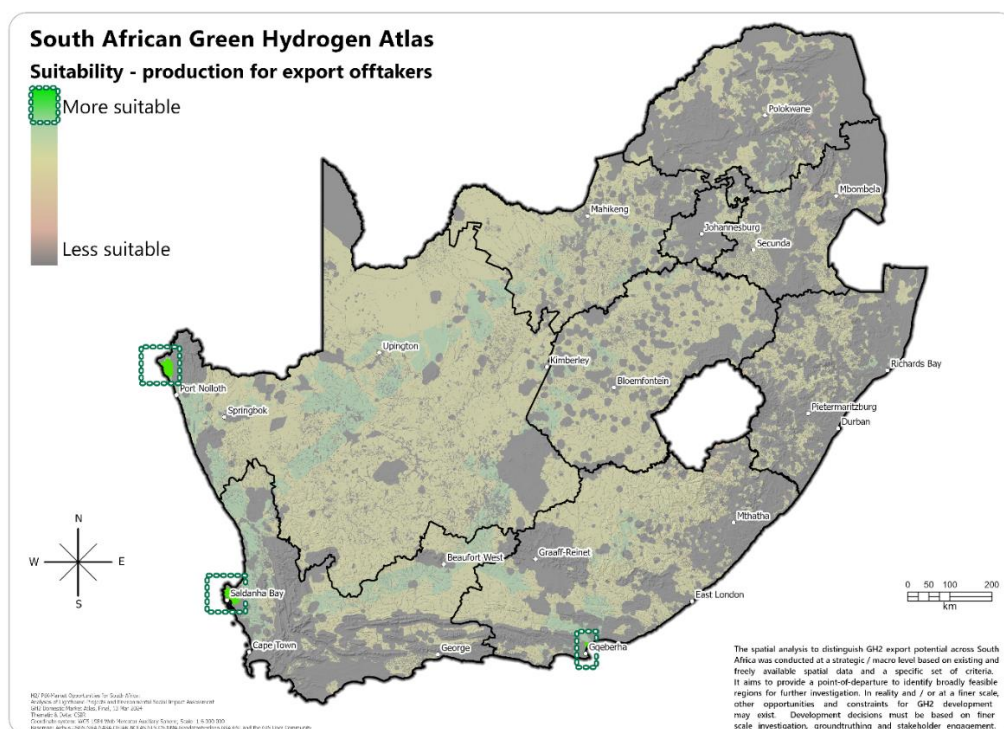 South African Green Hydrogen Atlas
Suitability - production for export offtakers
More suitable
Less suitable
Polokwane
Mbombela
Mahikeng
Johannesburg
Secunda
Upington
Kimberley
Richards Bay
Bloemfontein
Port Nolloth
Springbok
Pietermaritzburg
Durban
Mthatha
N
W
E
S
Beaufort West
Graaff-Reinet
Saldanha Bay
East London
0 50 100 200
km
Cape Town
George
Gqeberha
The spatial analysis to distinguish GH2 export potential across South
Africa was conducted at a strategic / macro level based on existing and
freely available spatial data and a specific set of criteria.
It aims to provide a point-of-departure to identify broadly feasible
regions for further investigation. In reality and / or at a finer scale,
other opportunities and constraints for GH2 development
may exist. Development decisions must be based on finer
scale investigation, groundtruthing and stakeholder engagement.